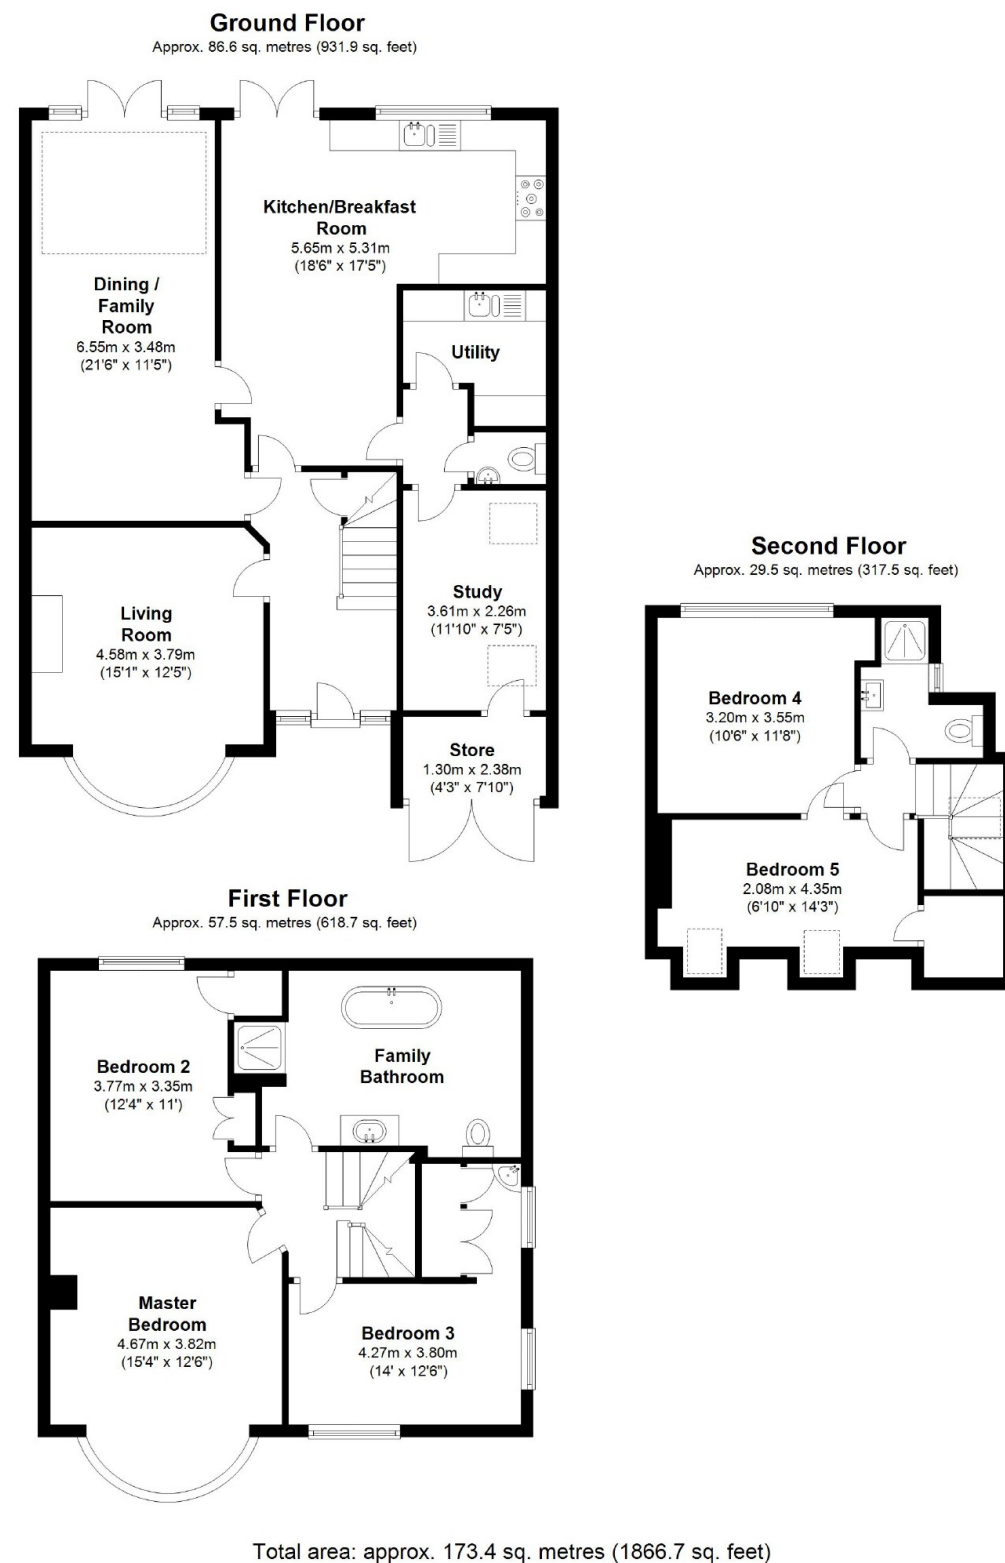 Ground Floor
Approx. 86.6 sq. metres (931.9 sq. feet)
Kitchen/Breakfast
Room
5.65m x 5.31m
(18'6" x 17'5")
Dining /
Family
Room
6.55m x 3.48m
(21'6" x 11'5")
Utility
Study
3.61m x 2.26m
(11'10" x 7'5")
Living
Room
4.58m x 3.79m
(15'1" x 12'5")
Store
1.30m x 2.38m
(4'3" x 7'10")
Second Floor
Approx. 29.5 sq. metres (317.5 sq. feet)
Bedroom 4
3.20m x 3.55m
(10'6" x 11'8")
Bedroom 5
2.08m x 4.35m
(6'10" x 14'3")
First Floor
Approx. 57.5 sq. metres (618.7 sq. feet)
Family
Bathroom
Bedroom 2
3.77m x 3.35m
(12'4" x 11')
Master
Bedroom
4.67m x 3.82m
(15'4" x 12'6")
Bedroom 3
4.27m x 3.80m
(14' x 12'6")
Total area: approx. 173.4 sq. metres (1866.7 sq. feet)